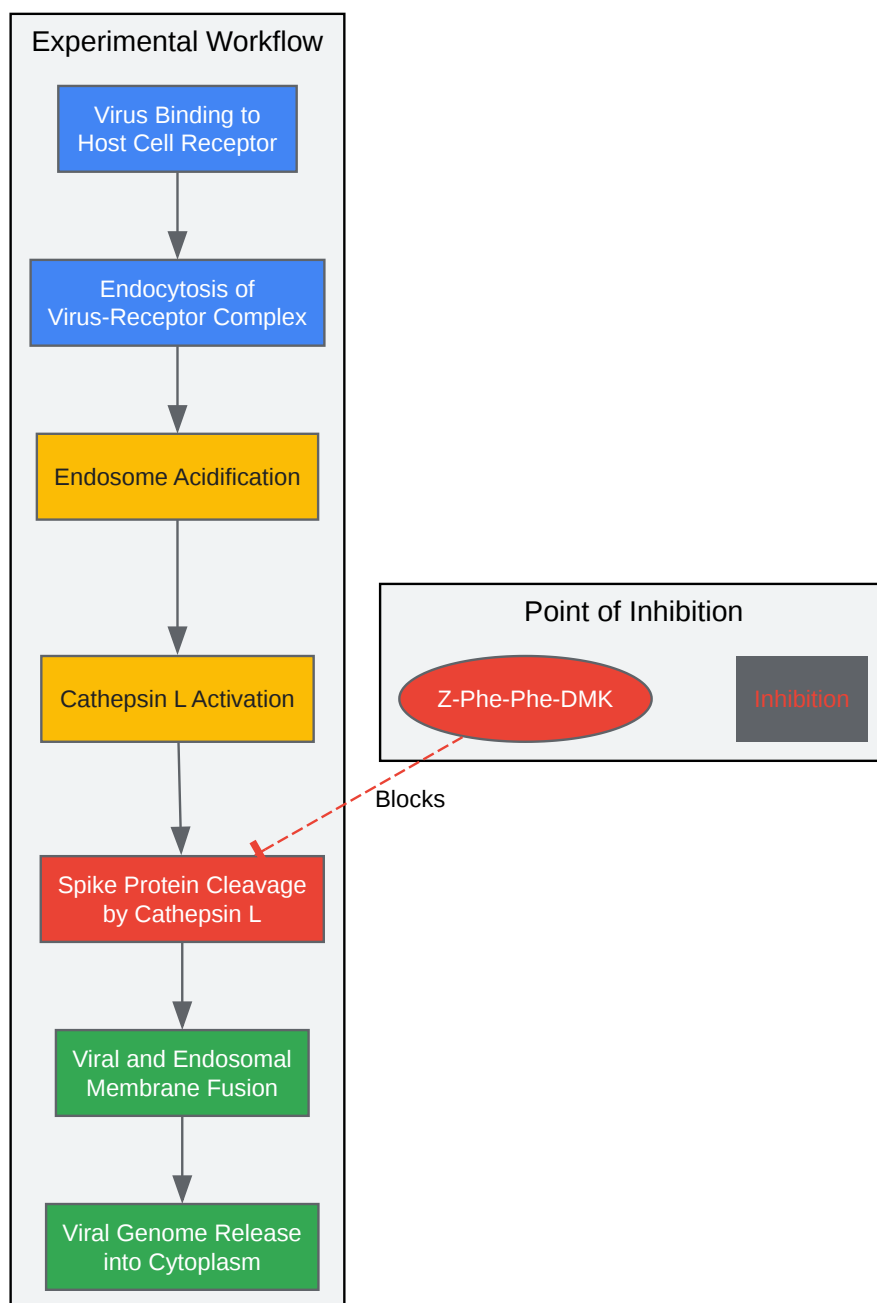 Experimental Workflow
Virus Binding to
Host Cell Receptor
Endocytosis of
Virus-Receptor Complex
Endosome Acidification
Cathepsin L Activation
Spike Protein Cleavage
by Cathepsin L
Viral and Endosomal
Membrane Fusion
Viral Genome Release
into Cytoplasm
Point of Inhibition
Z-Phe-Phe-DMK
Inhibition
Blocks